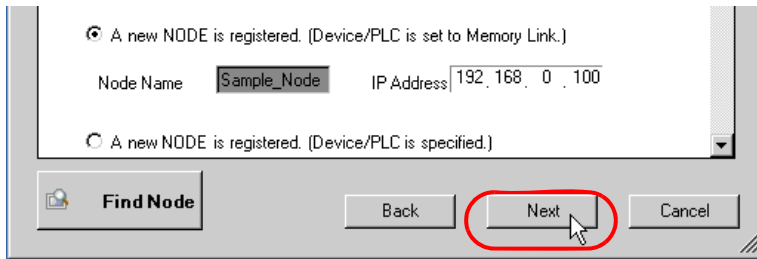 A new NODE is registered. (Device/PLC is set to Memory Link.)
Node Name Sample_Node IP Address 192. 168. 0 . 100
A new NODE is registered. (Device/PLC is specified.)
Find Node Back Next Cancel